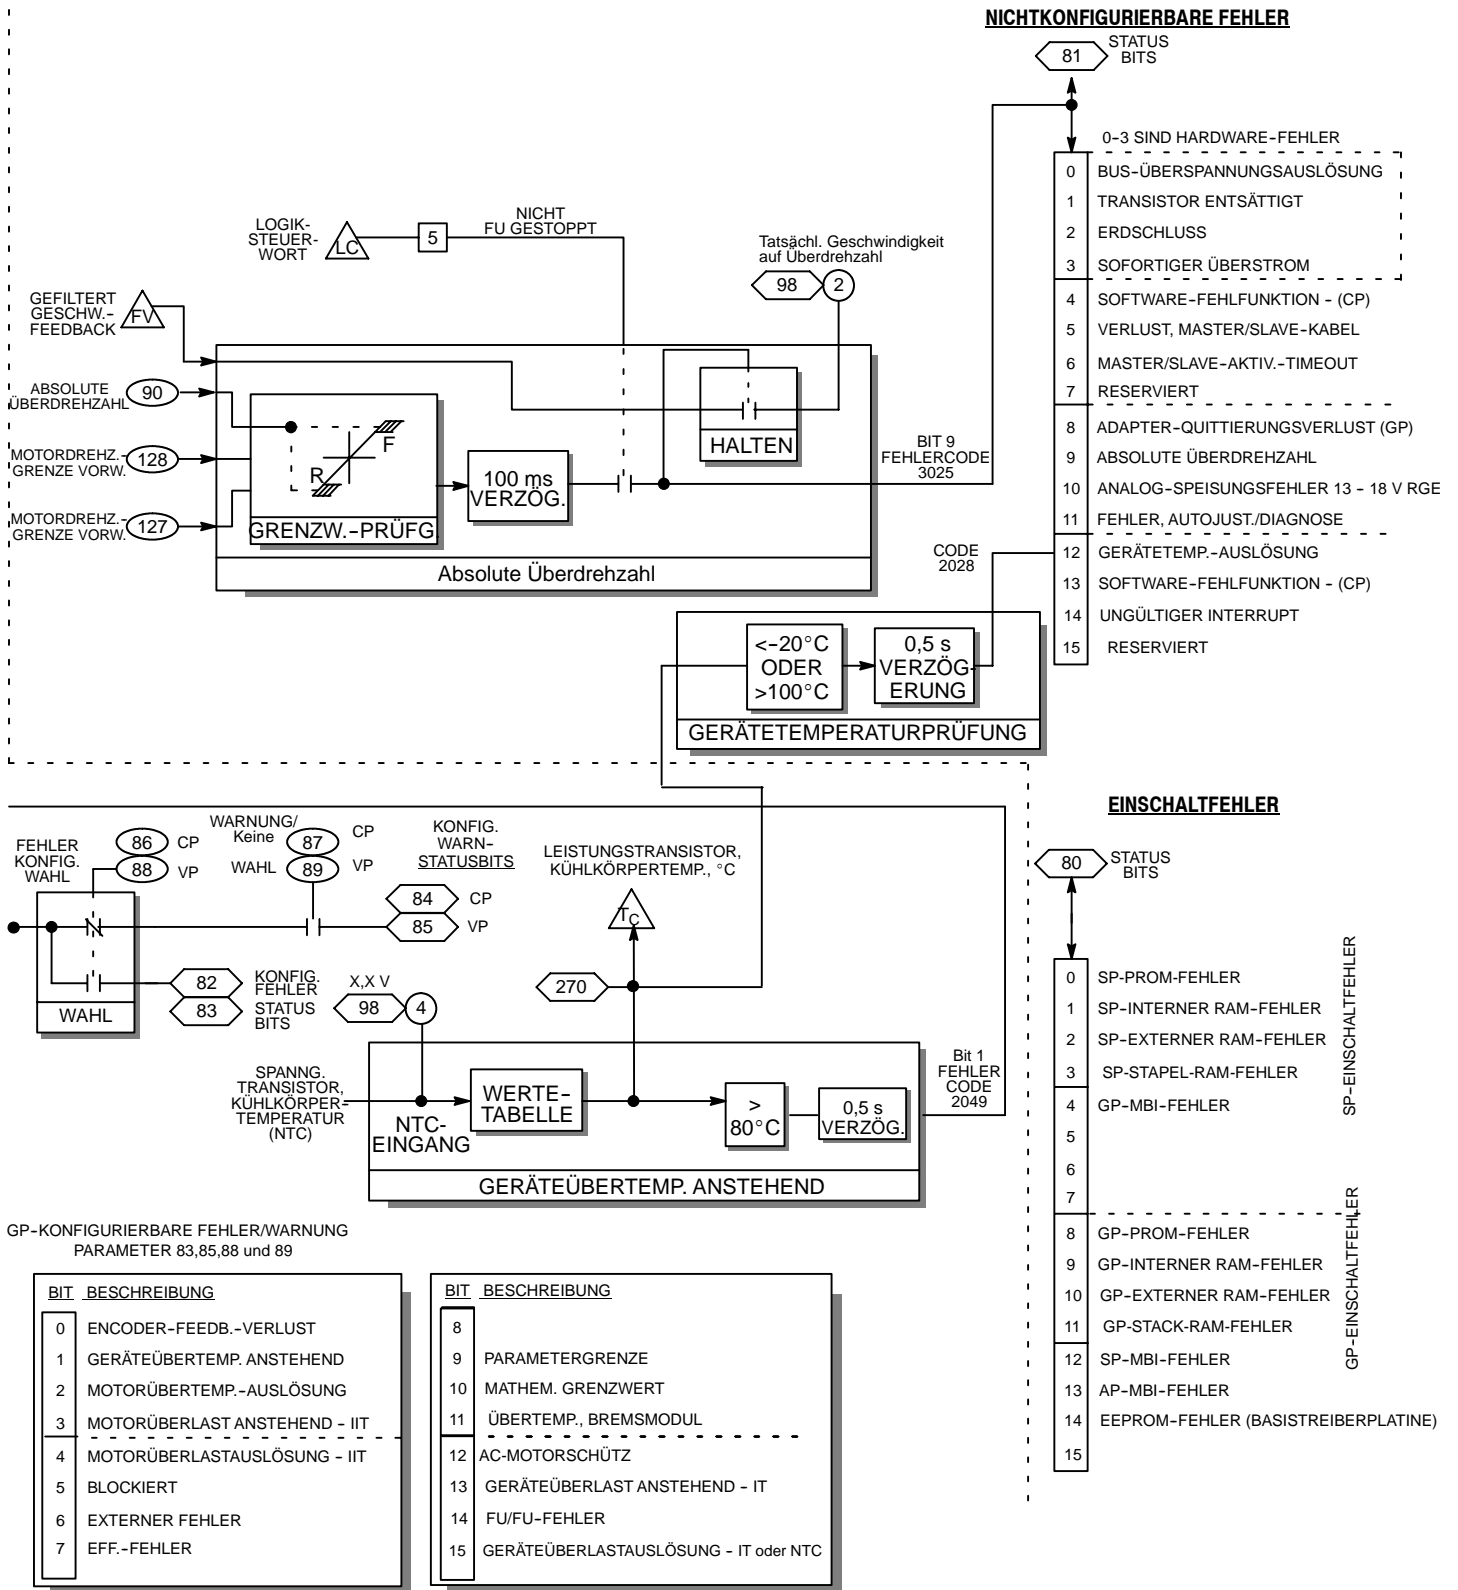 NICHTKONFIGURIERBARE FEHLER
81
STATUS
BITS
0-3 SIND HARDWARE-FEHLER
0 BUS-ÜBERSPANNUNGSAUSLÖSUNG
1 TRANSISTOR ENTSÄTTIGT
2 ERDSCHLUSS
3 SOFORTIGER ÜBERSTROM
4 SOFTWARE-FEHLFUNKTION - (CP)
5 VERLUST, MASTER/SLAVE-KABEL
6 MASTER/SLAVE-AKTIV.-TIMEOUT
7 RESERVIERT
8 ADAPTER-QUITTIERUNGSVERLUST (GP)
9 ABSOLUTE ÜBERDREHZAHL
10 ANALOG-SPEISUNGSFEHLER 13 - 18 V RGE
11 FEHLER, AUTOJUST./DIAGNOSE
12 GERÄTETEMP.-AUSLÖSUNG
13 SOFTWARE-FEHLFUNKTION - (CP)
14 UNGÜLTIGER INTERRUPT
15 RESERVIERT
LOGIK-
STEUER-
WORT
LC
5
NICHT
FU GESTOPPT
Tatsächl. Geschwindigkeit
auf Überdrehzahl
98
2
GEFILTERT
GESCHW.-
FEEDBACK
FV
ABSOLUTE
ÜBERDREHZAHL
90
MOTORDREHZ.-
GRENZE VORW.
128
MOTORDREHZ.-
GRENZE VORW.
127
F
R
GRENZW.-PRÜFG.
100 ms
VERZÖG.
HALTEN
BIT 9
FEHLERCODE
3025
Absolute Überdrehzahl
CODE
2028
<-20°C
ODER
>100°C
0,5 s
VERZÖG-
ERUNG
GERÄTETEMPERATURPRÜFUNG
FEHLER
KONFIG.
WAHL
86 CP
88 VP
WARNUNG/
Keine
WAHL
87 CP
89 VP
KONFIG.
WARN-
STATUSBITS
84 CP
85 VP
WAHL
82
83
KONFIG.
FEHLER
STATUS
BITS
LEISTUNGSTRANSISTOR,
KÜHLKÖRPERTEMP., °C
TC
270
X,X V
98
4
SPANNG.
TRANSISTOR,
KÜHLKÖRPER-
TEMPERATUR
(NTC)
NTC-
EINGANG
WERTE-
TABELLE
>
80°C
0,5 s
VERZÖG.
Bit 1
FEHLER
CODE
2049
GERÄTEÜBERTEMP. ANSTEHEND
EINSCHALTFEHLER
80
STATUS
BITS
0 SP-PROM-FEHLER
1 SP-INTERNER RAM-FEHLER
2 SP-EXTERNER RAM-FEHLER
3 SP-STAPEL-RAM-FEHLER
4 GP-MBI-FEHLER
5
6
7
8 GP-PROM-FEHLER
9 GP-INTERNER RAM-FEHLER
10 GP-EXTERNER RAM-FEHLER
11 GP-STACK-RAM-FEHLER
12 SP-MBI-FEHLER
13 AP-MBI-FEHLER
14 EEPROM-FEHLER (BASISTREIBERPLATINE)
15
SP-EINSCHALTFEHLER
GP-EINSCHALTFEHLER
GP-KONFIGURIERBARE FEHLER/WARNUNG
PARAMETER 83,85,88 und 89
BIT BESCHREIBUNG
0 ENCODER-FEEDB.-VERLUST
1 GERÄTEÜBERTEMP. ANSTEHEND
2 MOTORÜBERTEMP.-AUSLÖSUNG
3 MOTORÜBERLAST ANSTEHEND - IIT
4 MOTORÜBERLASTAUSLÖSUNG - IIT
5 BLOCKIERT
6 EXTERNER FEHLER
7 EFF.-FEHLER
BIT BESCHREIBUNG
8
9 PARAMETERGRENZE
10 MATHEM. GRENZWERT
11 ÜBERTEMP., BREMSMODUL
12 AC-MOTORSCHÜTZ
13 GERÄTEÜBERLAST ANSTEHEND - IT
14 FU/FU-FEHLER
15 GERÄTEÜBERLASTAUSLÖSUNG - IT oder NTC